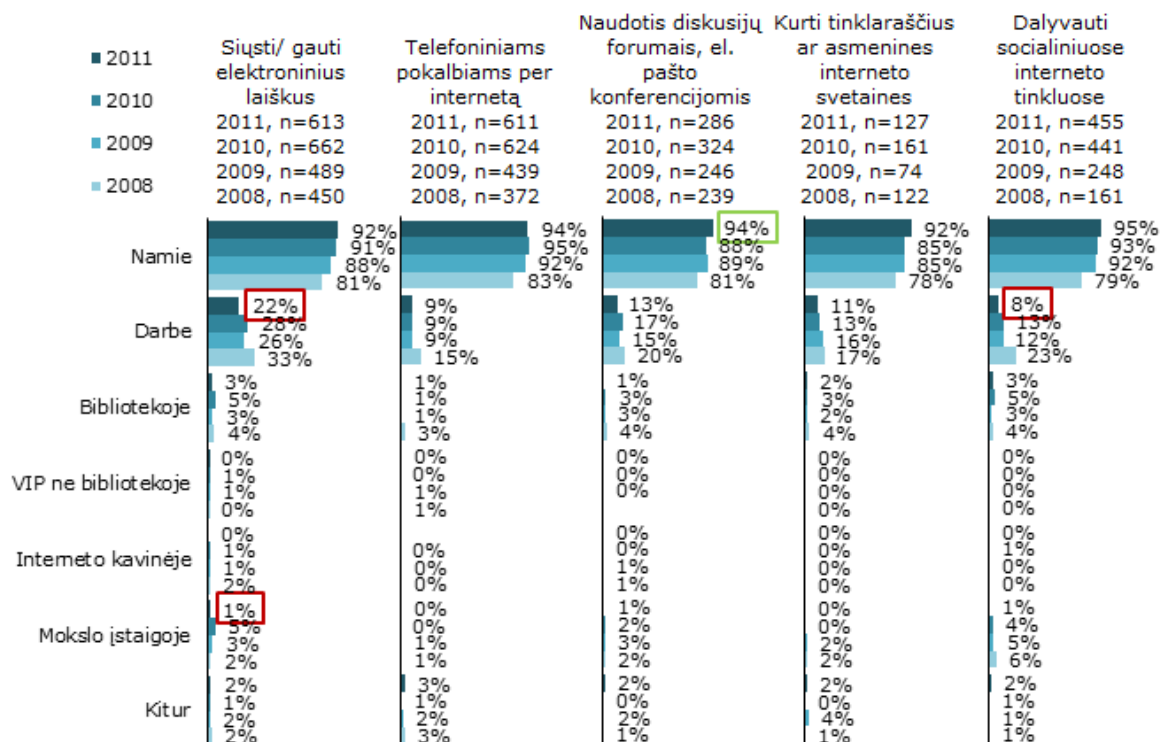 2011
2010
2009
2008
Siųsti/ gauti
elektroninius
laiškus
2011, n=613
2010, n=662
2009, n=489
2008, n=450
Telefoniniams
pokalbiams per
internetą
2011, n=611
2010, n=624
2009, n=439
2008, n=372
Naudotis diskusijų
forumais, el.
pašto
konferencijomis
2011, n=286
2010, n=324
2009, n=246
2008, n=239
Kurti tinklaraščius
ar asmenines
interneto
svetaines
2011, n=127
2010, n=161
2009, n=74
2008, n=122
Dalyvauti
socialiniuose
interneto
tinkluose
2011, n=455
2010, n=441
2009, n=248
2008, n=161
Namie
92% 94% 94% 92% 95%
91% 95% 88% 85% 93%
88% 92% 89% 85% 92%
81% 83% 81% 78% 79%
Darbe
22% 9% 13% 11% 8%
28% 9% 17% 13% 13%
26% 9% 15% 16% 12%
33% 15% 20% 17% 23%
Bibliotekoje
3% 1% 1% 2% 3%
5% 1% 3% 3% 5%
3% 1% 3% 2% 3%
4% 3% 4% 4% 4%
VIP ne bibliotekoje
0% 0% 0% 0% 0%
1% 0% 0% 0% 0%
1% 1% 0% 0% 0%
0% 1% 0% 0%
Interneto kavinėje
0% 0% 0% 0%
1% 0% 0% 0% 1%
1% 0% 1% 0% 0%
2% 0% 1% 0% 0%
Mokslo įstaigoje
1% 0% 1% 0% 1%
5% 0% 2% 0% 4%
3% 1% 3% 2% 5%
2% 1% 2% 2% 6%
Kitur
2% 3% 2% 2% 2%
1% 1% 0% 0% 1%
2% 2% 2% 4% 1%
2% 3% 1% 1% 1%